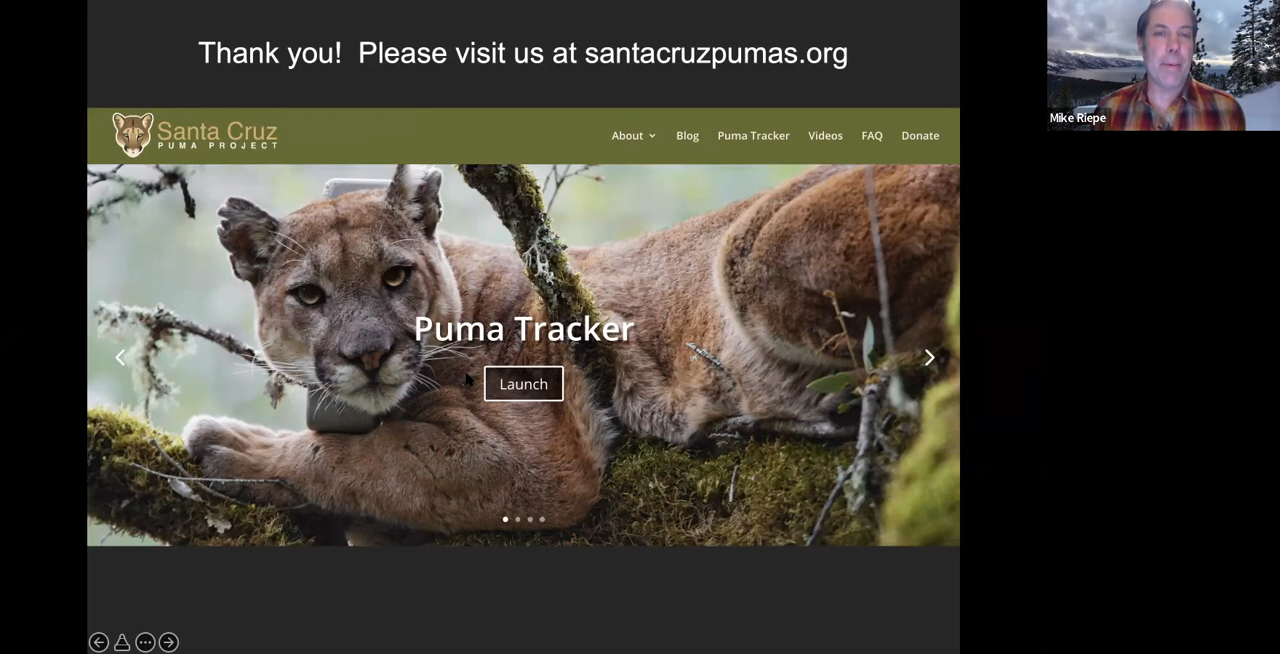 Thank you!  Please visit us at santacruzpumas.org
Mike Riepe
Santa Cruz
PUMA PROJECT
About
Blog
Puma Tracker
Videos
FAQ
Donate
Puma Tracker
Launch